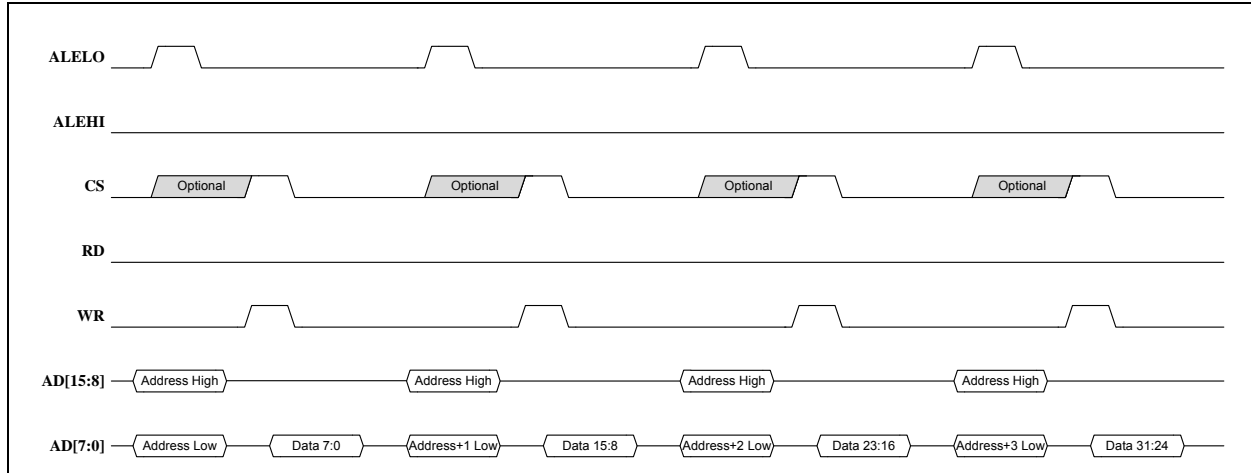 ALELO
ALEHI
CS Optional Optional Optional Optional
RD
WR
AD[15:8] Address High Address High Address High Address High
AD[7:0] Address Low Data 7:0 Address+1 Low Data 15:8 Address+2 Low Data 23:16 Address+3 Low Data 31:24